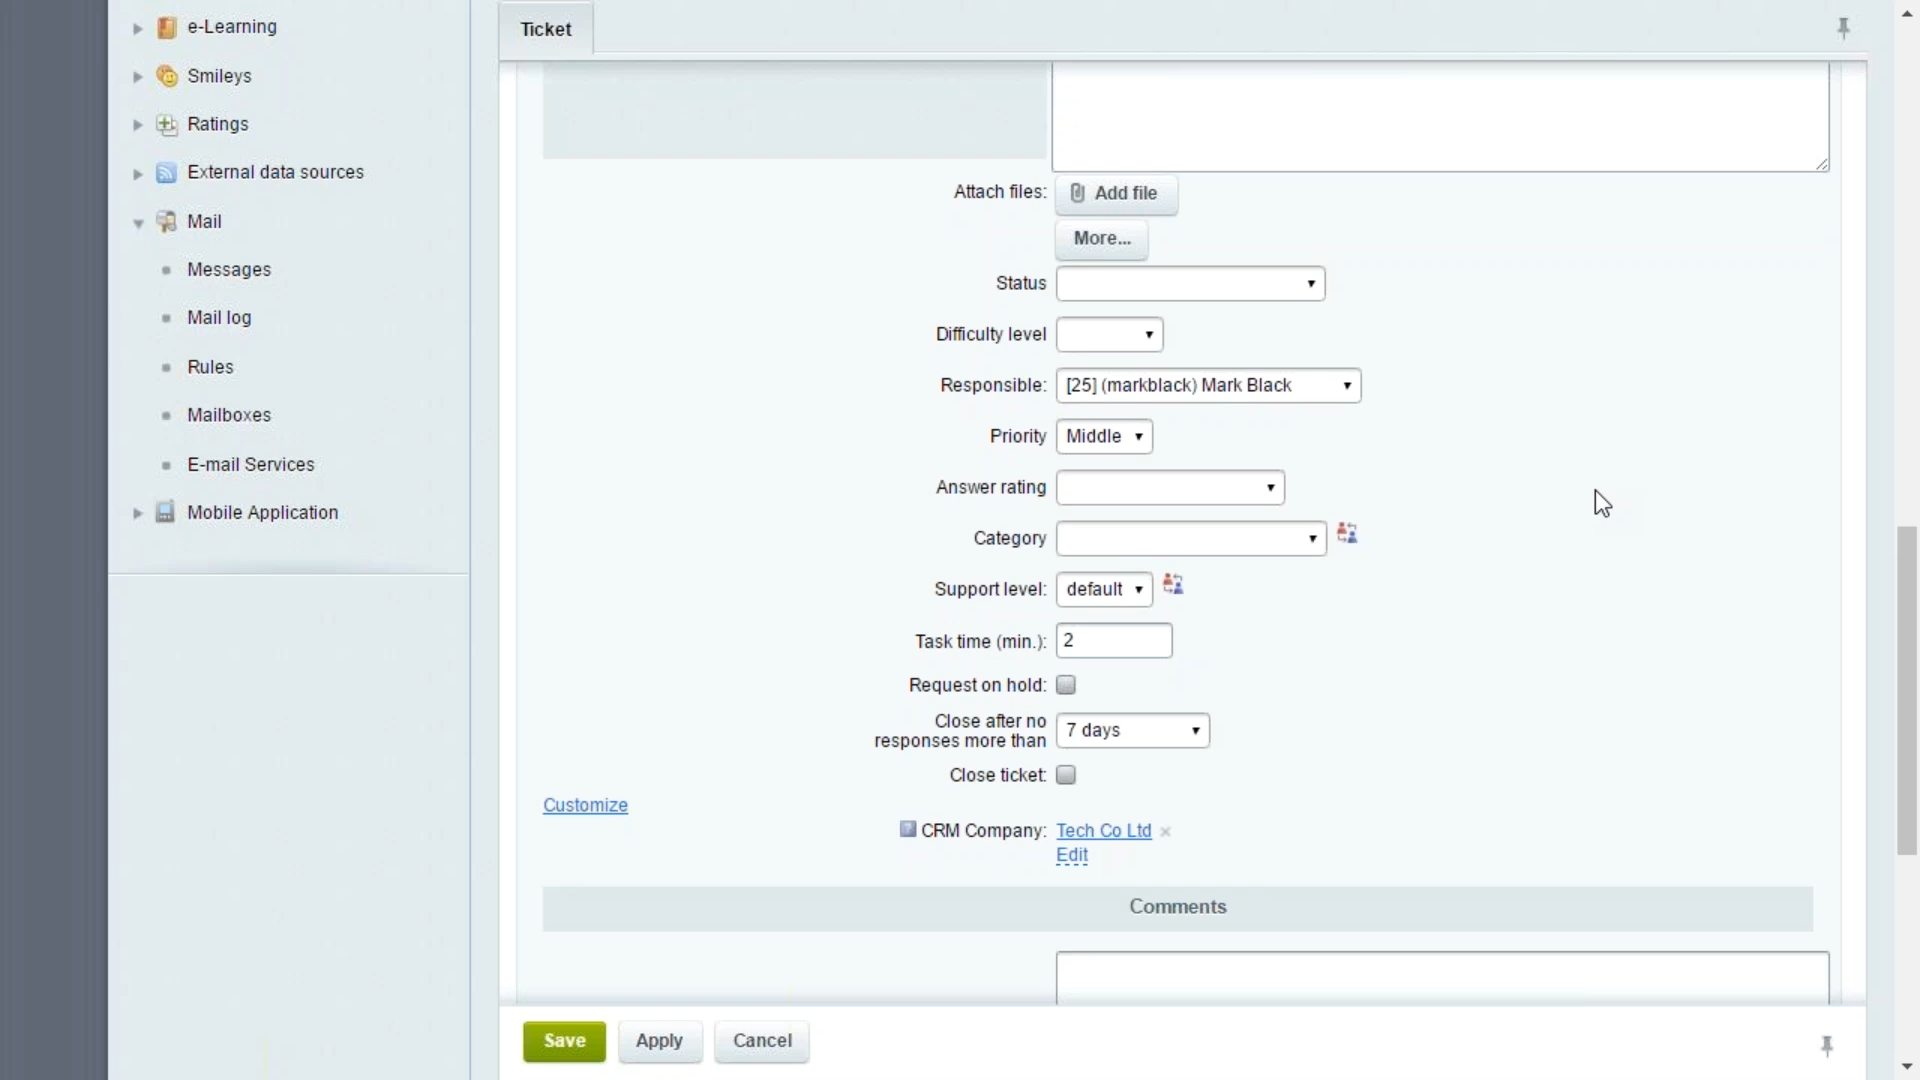 e-Learning
Smileys
Ratings
External data sources
Mail
Messages
Mail log
Rules
Mailboxes
E-mail Services
Mobile Application
Ticket
Attach files: Add file
More...
Status
Difficulty level
Responsible: [25] (markblack) Mark Black
Priority Middle
Answer rating
Category
Support level: default
Task time (min.): 2
Request on hold:
Close after no
responses more than 7 days
Close ticket:
Customize
CRM Company: Tech Co Ltd ×
Edit
Comments
Save Apply Cancel